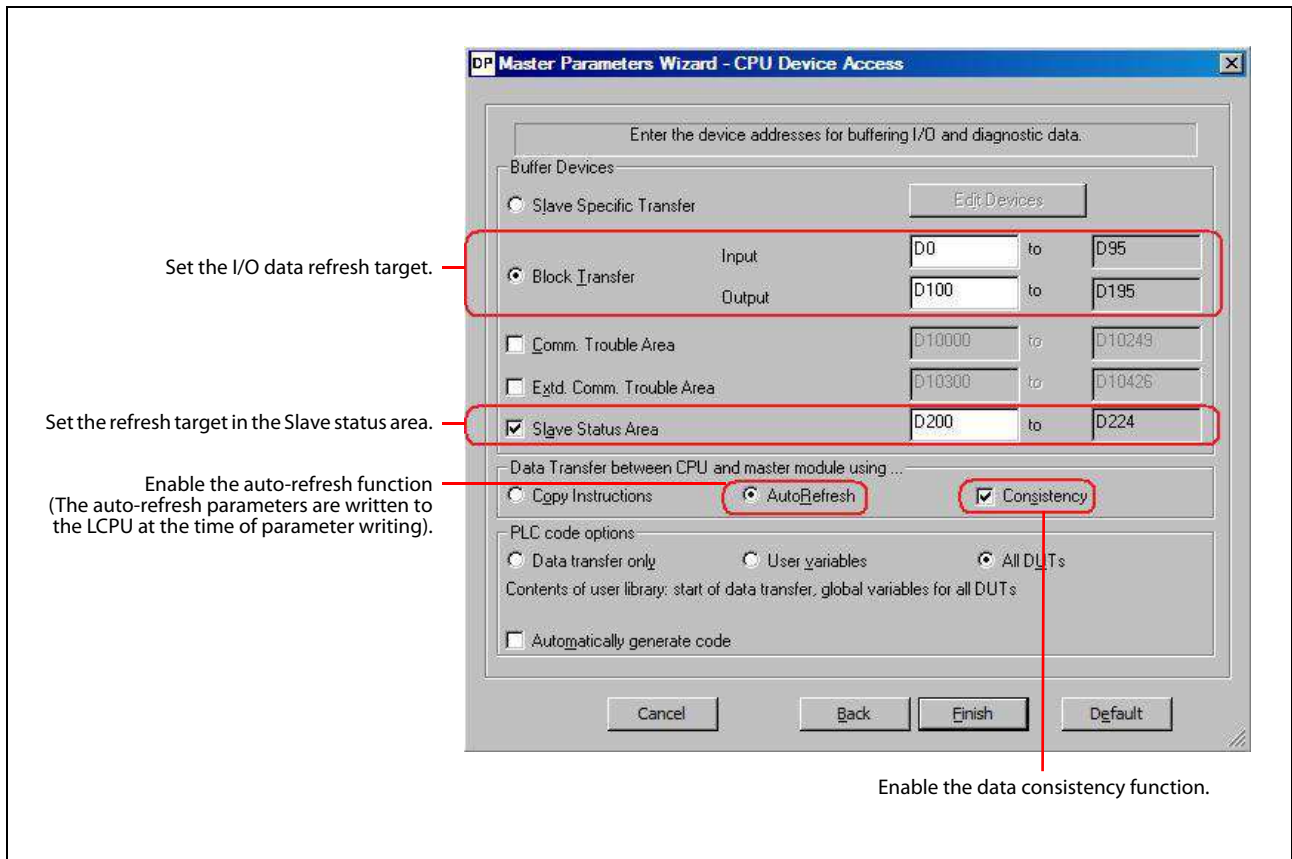 DP Master Parameters Wizard - CPU Device Access
Enter the device addresses for buffering I/O and diagnostic data.
Buffer Devices
Slave Specific Transfer
Edit Devices
Set the I/O data refresh target.
Block Transfer
Input
D0 to D95
Output
D100 to D195
Comm. Trouble Area
D10000 to D10249
Extd. Comm. Trouble Area
D10300 to D10426
Set the refresh target in the Slave status area.
Slave Status Area
D200 to D224
Data Transfer between CPU and master module using ...
Enable the auto-refresh function
(The auto-refresh parameters are written to
the LCPU at the time of parameter writing).
Copy Instructions AutoRefresh Consistency
PLC code options
Data transfer only User variables All DUTs
Contents of user library: start of data transfer, global variables for all DUTs
Automatically generate code
Cancel Back Finish Default
Enable the data consistency function.